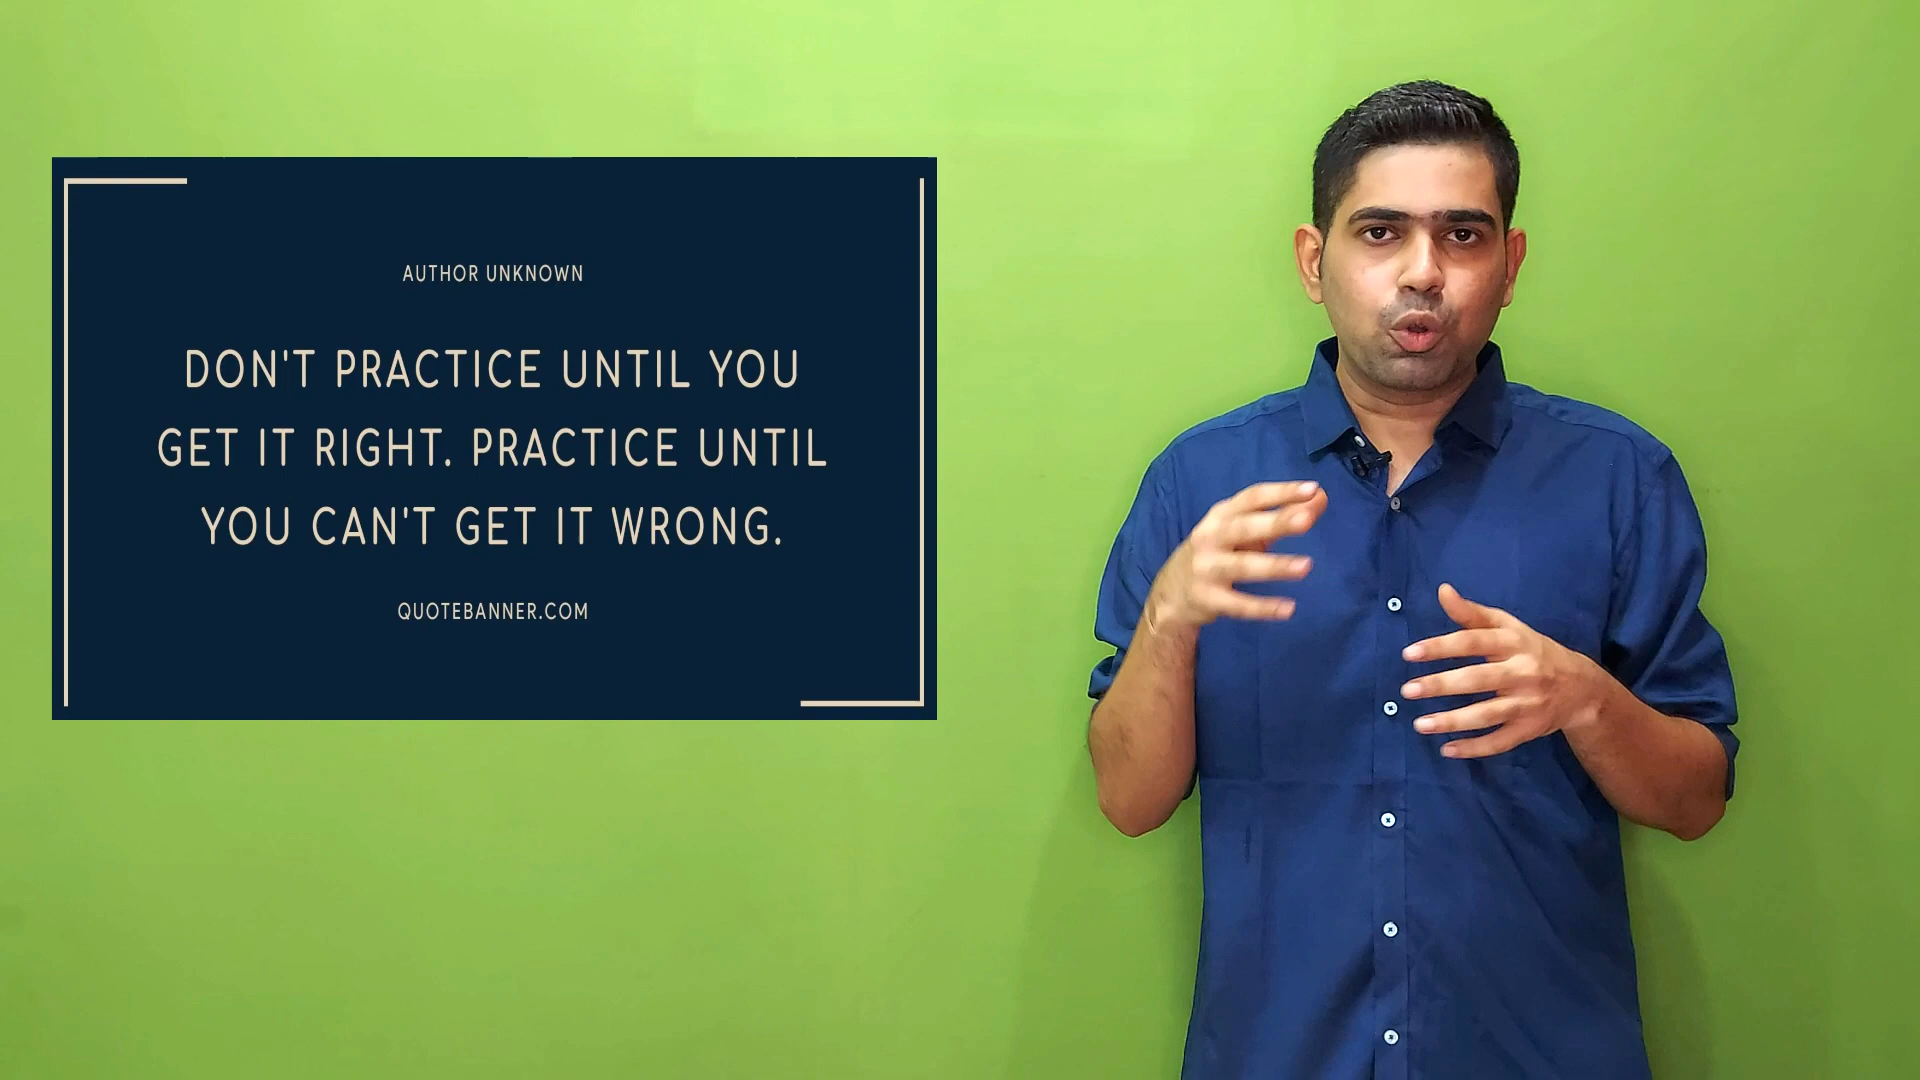 AUTHOR UNKNOWN
DON'T PRACTICE UNTIL YOU
GET IT RIGHT. PRACTICE UNTIL
YOU CAN'T GET IT WRONG.
QUOTEBANNER.COM